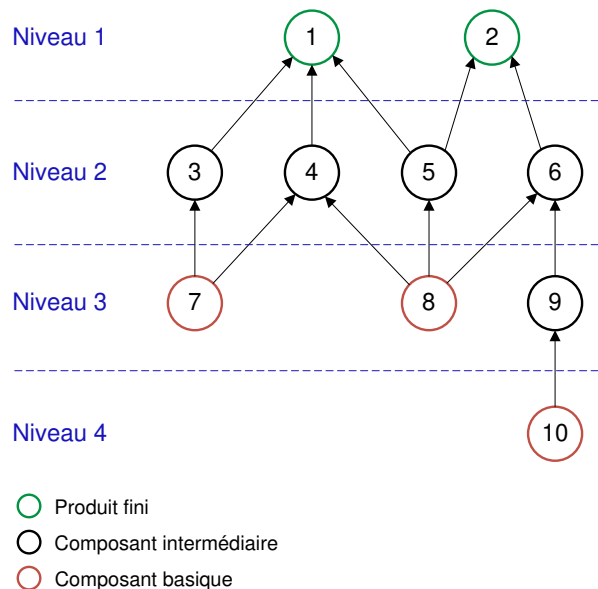 Niveau 1
1
2
Niveau 2
3
4
5
6
Niveau 3
7
8
9
Niveau 4
10
Produit fini
Composant intermédiaire
Composant basique